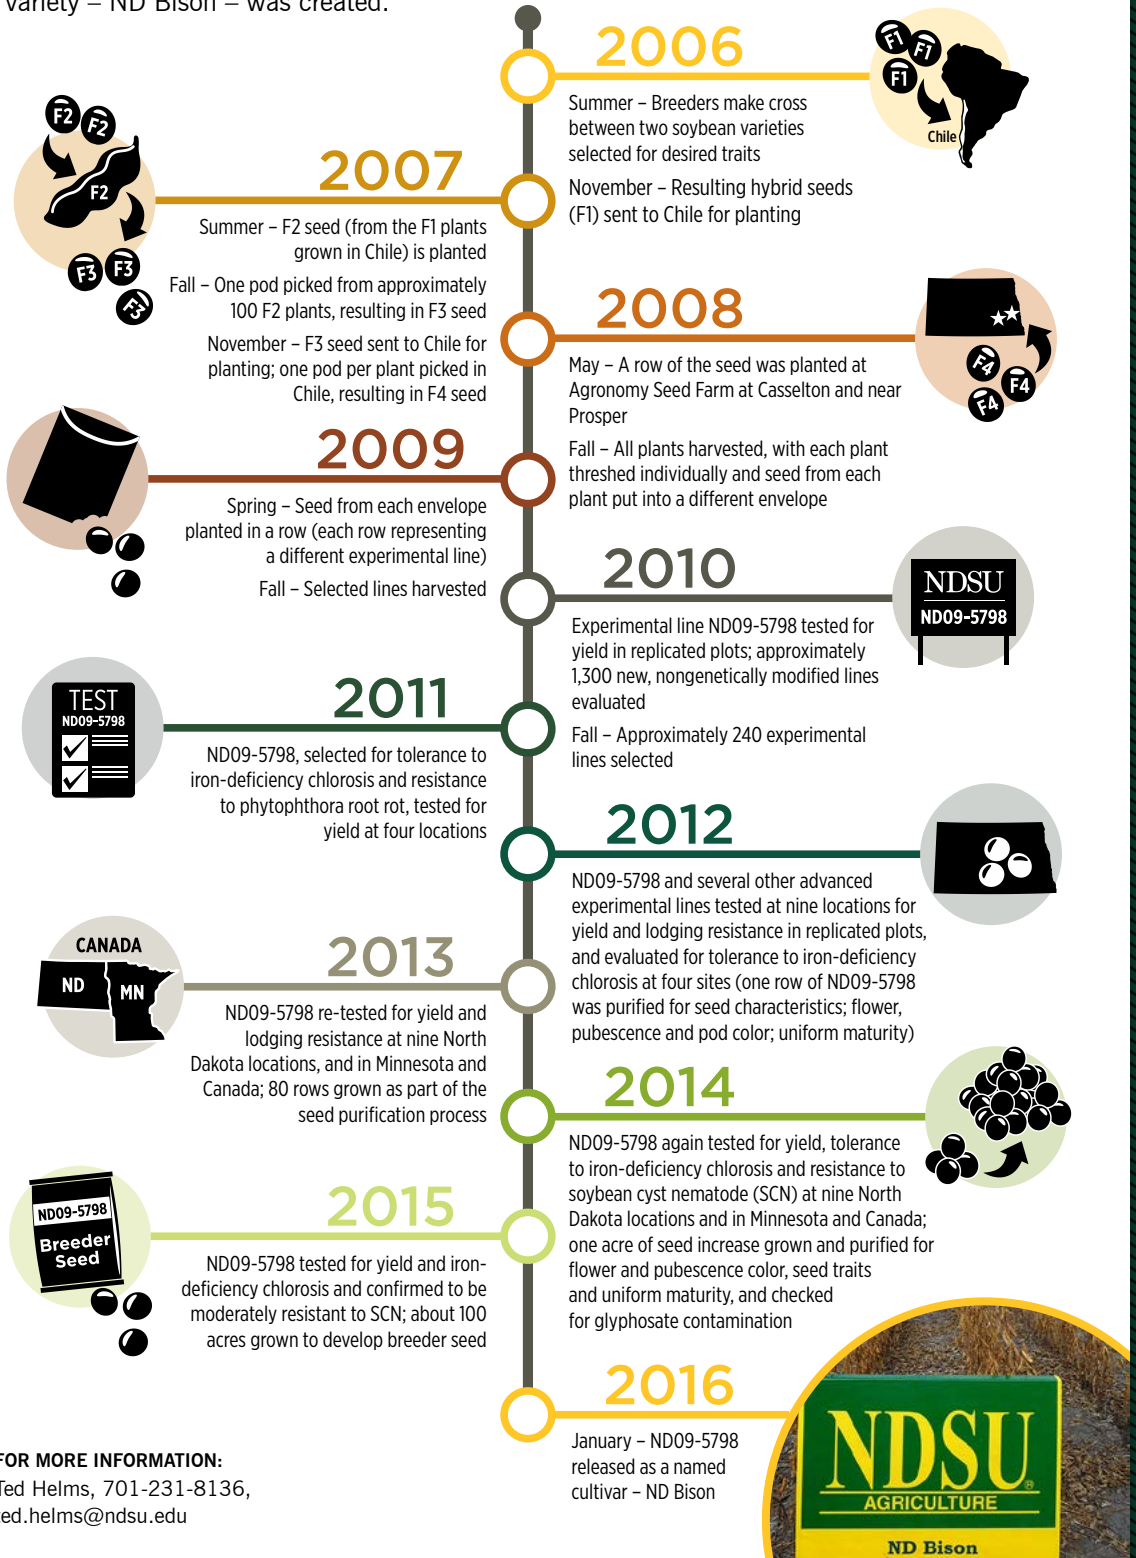 variety – ND Bison – was created.
2006
Summer – Breeders make cross
between two soybean varieties
selected for desired traits
November – Resulting hybrid seeds
(F1) sent to Chile for planting
F1
F1
F1
Chile
F2
F2
F2
F3
F3
F3
2007
Summer – F2 seed (from the F1 plants
grown in Chile) is planted
Fall – One pod picked from approximately
100 F2 plants, resulting in F3 seed
November – F3 seed sent to Chile for
planting; one pod per plant picked in
Chile, resulting in F4 seed
2008
May – A row of the seed was planted at
Agronomy Seed Farm at Casselton and near
Prosper
Fall – All plants harvested, with each plant
threshed individually and seed from each
plant put into a different envelope
F4
F4
F4
2009
Spring – Seed from each envelope
planted in a row (each row representing
a different experimental line)
Fall – Selected lines harvested
2010
Experimental line ND09-5798 tested for
yield in replicated plots; approximately
1,300 new, nongenetically modified lines
evaluated
Fall – Approximately 240 experimental
lines selected
NDSU
ND09-5798
TEST
ND09-5798
2011
ND09-5798, selected for tolerance to
iron-deficiency chlorosis and resistance
to phytophthora root rot, tested for
yield at four locations
2012
ND09-5798 and several other advanced
experimental lines tested at nine locations for
yield and lodging resistance in replicated plots,
and evaluated for tolerance to iron-deficiency
chlorosis at four sites (one row of ND09-5798
was purified for seed characteristics; flower,
pubescence and pod color; uniform maturity)
CANADA
ND
MN
2013
ND09-5798 re-tested for yield and
lodging resistance at nine North
Dakota locations, and in Minnesota and
Canada; 80 rows grown as part of the
seed purification process
2014
ND09-5798 again tested for yield, tolerance
to iron-deficiency chlorosis and resistance to
soybean cyst nematode (SCN) at nine North
Dakota locations and in Minnesota and Canada;
one acre of seed increase grown and purified for
flower and pubescence color, seed traits
and uniform maturity, and checked
for glyphosate contamination
ND09-5798
Breeder
Seed
2015
ND09-5798 tested for yield and iron-
deficiency chlorosis and confirmed to be
moderately resistant to SCN; about 100
acres grown to develop breeder seed
2016
January – ND09-5798
released as a named
cultivar – ND Bison
NDSU
®
AGRICULTURE
ND Bison
FOR MORE INFORMATION:
Ted Helms, 701-231-8136,
ted.helms@ndsu.edu